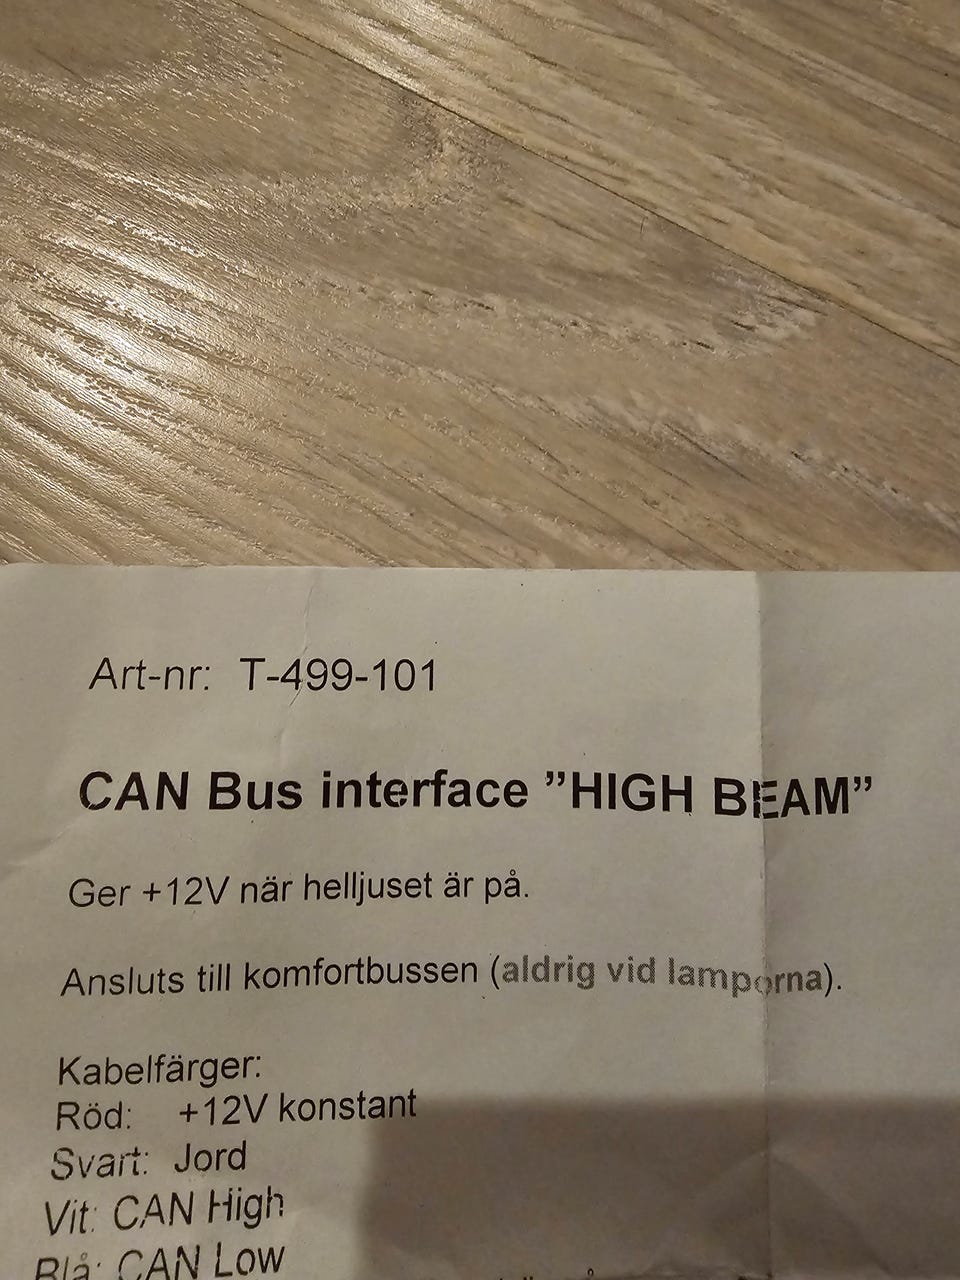 Art-nr: T-499-101
CAN Bus interface ”HIGH BEAM”
Ger +12V när helljuset är på.
Ansluts till komfortbussen (aldrig vid lamporna).
Kabelfärger:
Röd: +12V konstant
Svart: Jord
Vit: CAN High
Blå: CAN Low